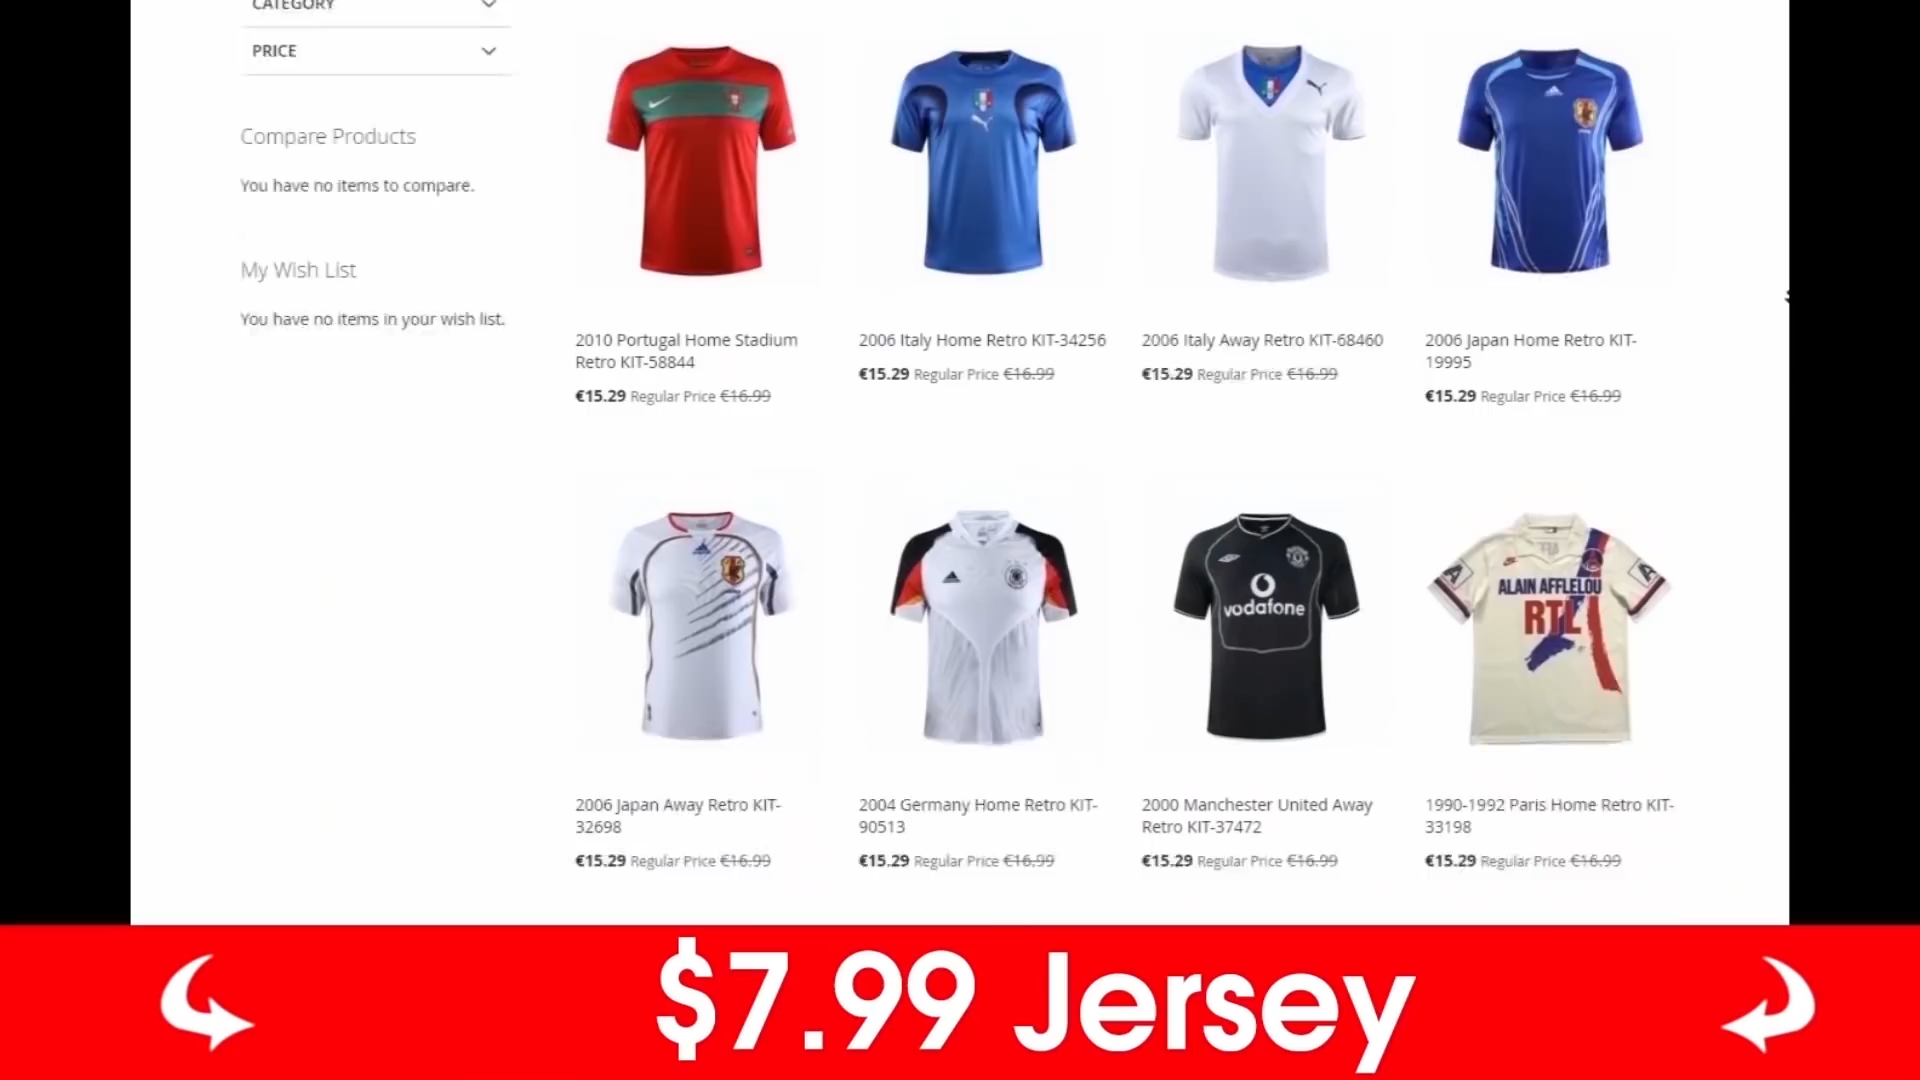 CATEGORY
PRICE
Compare Products
You have no items to compare.
My Wish List
You have no items in your wish list.
2010 Portugal Home Stadium
Retro KIT-58844
€15.29 Regular Price €16.99
2006 Italy Home Retro KIT-34256
€15.29 Regular Price €16.99
2006 Italy Away Retro KIT-68460
€15.29 Regular Price €16.99
2006 Japan Home Retro KIT-
19995
€15.29 Regular Price €16.99
vodafone
ALAIN AFFLELOU
RTL
2006 Japan Away Retro KIT-
32698
€15.29 Regular Price €16.99
2004 Germany Home Retro KIT-
90513
€15.29 Regular Price €16.99
2000 Manchester United Away
Retro KIT-37472
€15.29 Regular Price €16.99
1990-1992 Paris Home Retro KIT-
33198
€15.29 Regular Price €16.99
$7.99 Jersey